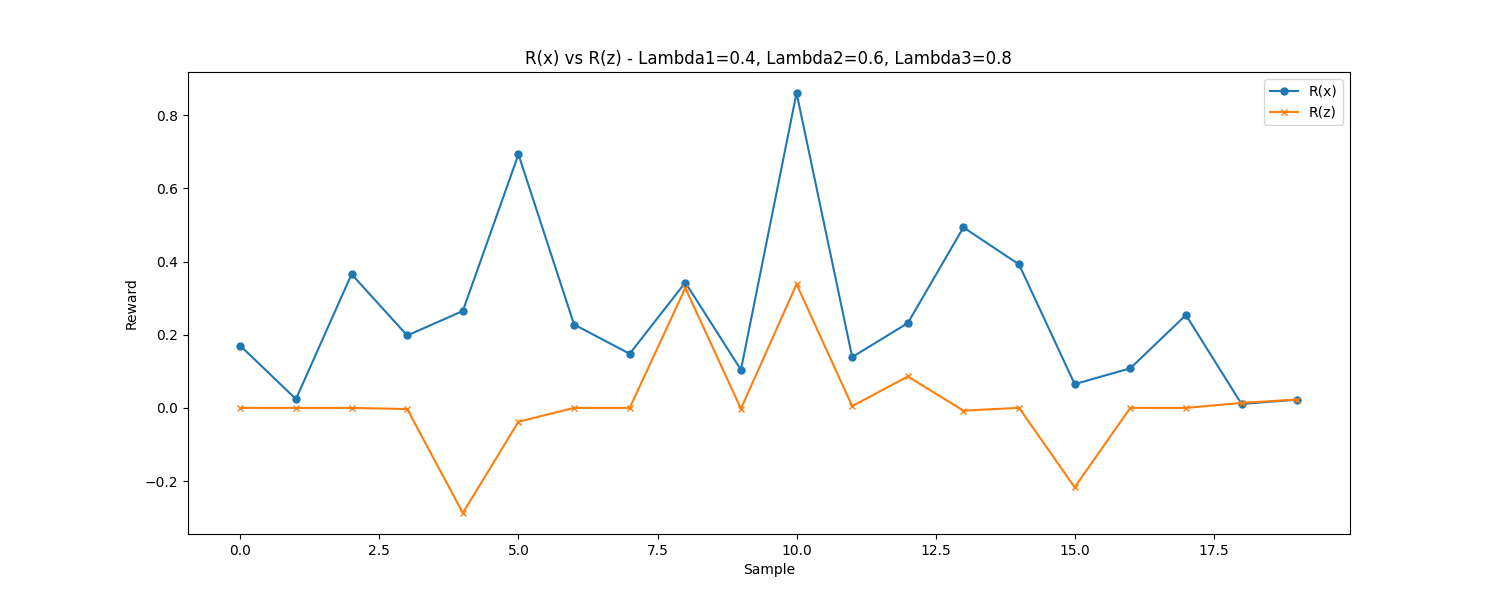 R(x) vs R(z) - Lambda1=0.4, Lambda2=0.6, Lambda3=0.8
R(x)
R(z)
0.8
0.6
0.4
0.2
0.0
−0.2
Reward
0.0 2.5 5.0 7.5 10.0 12.5 15.0 17.5
Sample